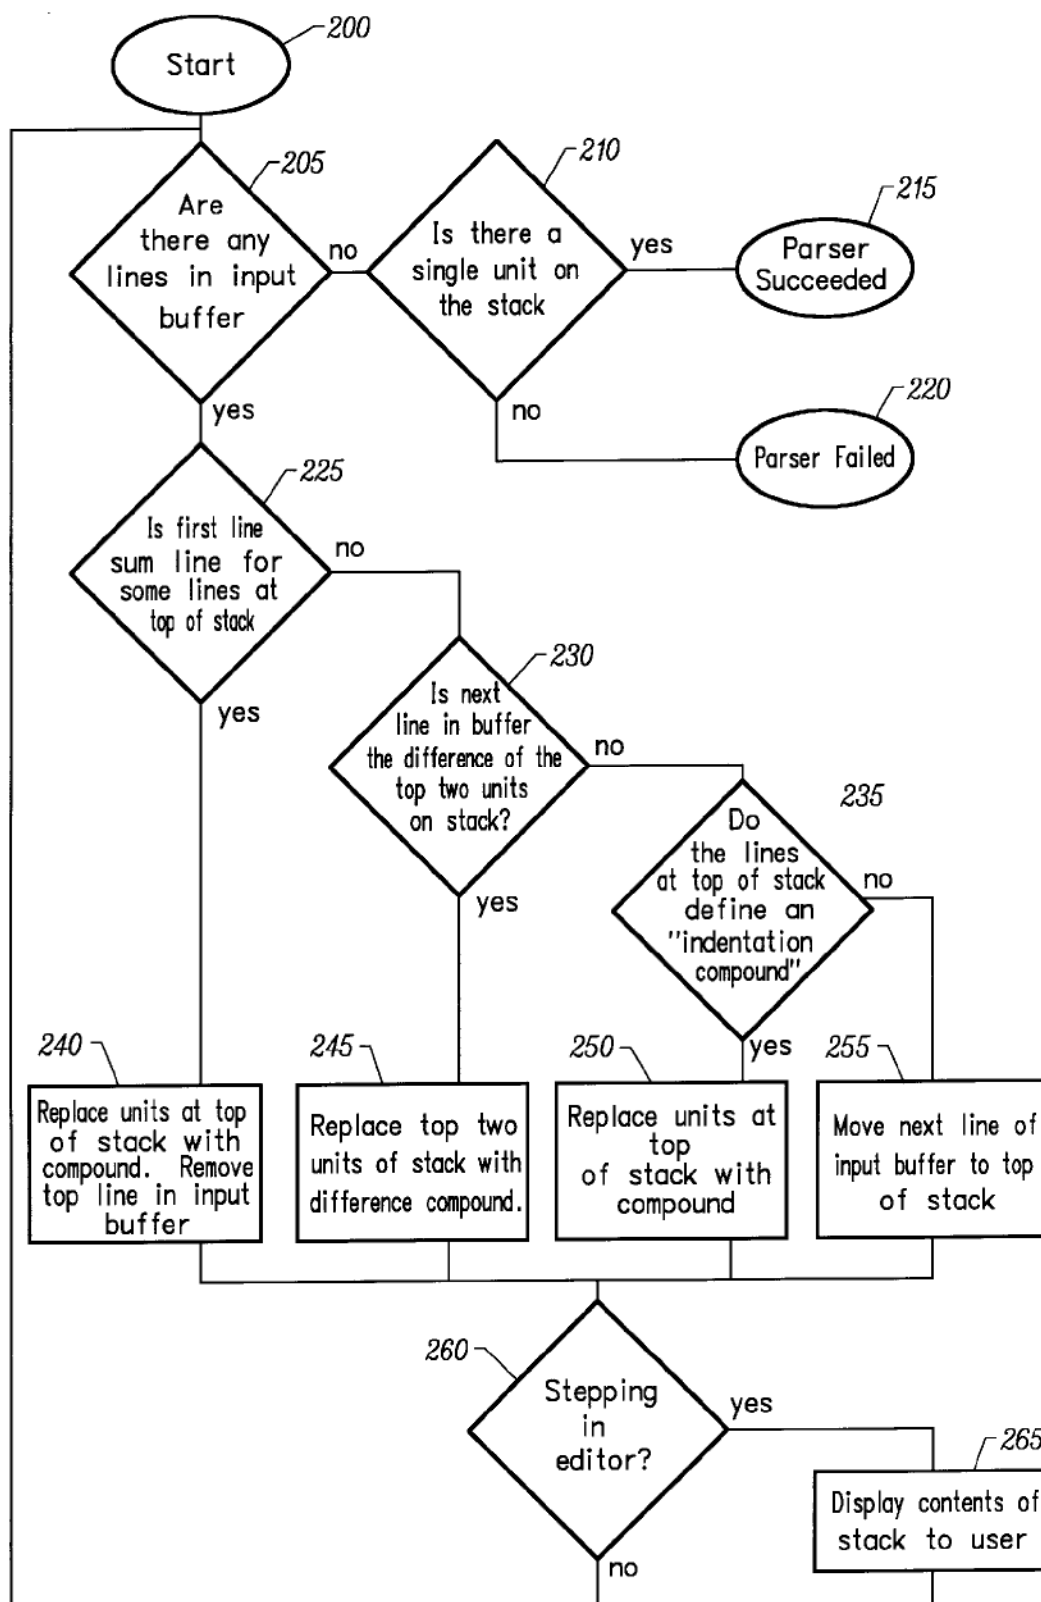 200
Start
205
Are
there any
lines in input
buffer
no
yes
210
Is there a
single unit on
the stack
yes
no
215
Parser
Succeeded
220
Parser Failed
225
Is first line
sum line for
some lines at
top of stack
no
yes
230
Is next
line in buffer
the difference of the
top two units
on stack?
no
yes
235
Do
the lines
at top of stack
define an
"indentation
compound"
no
yes
240
Replace units at top
of stack with
compound. Remove
top line in input
buffer
245
Replace top two
units of stack with
difference compound.
250
Replace units at
top
of stack with
compound
255
Move next line of
input buffer to top
of stack
260
Stepping
in
editor?
yes
no
265
Display contents of
stack to user